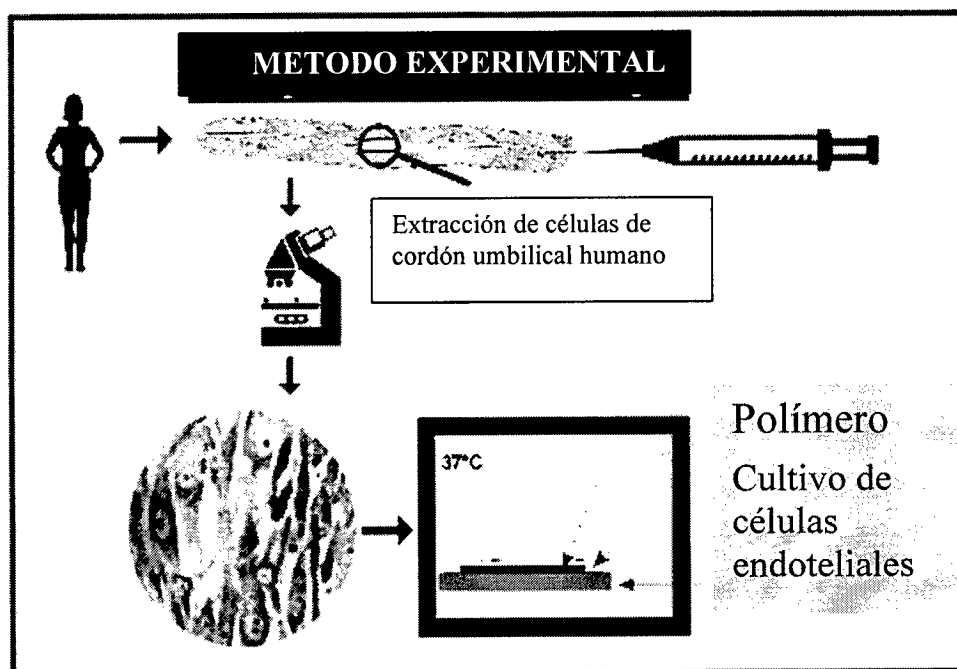 METODO EXPERIMENTAL
Extracción de células de
cordón umbilical humano
37°C
Polímero
Cultivo de
células
endoteliales